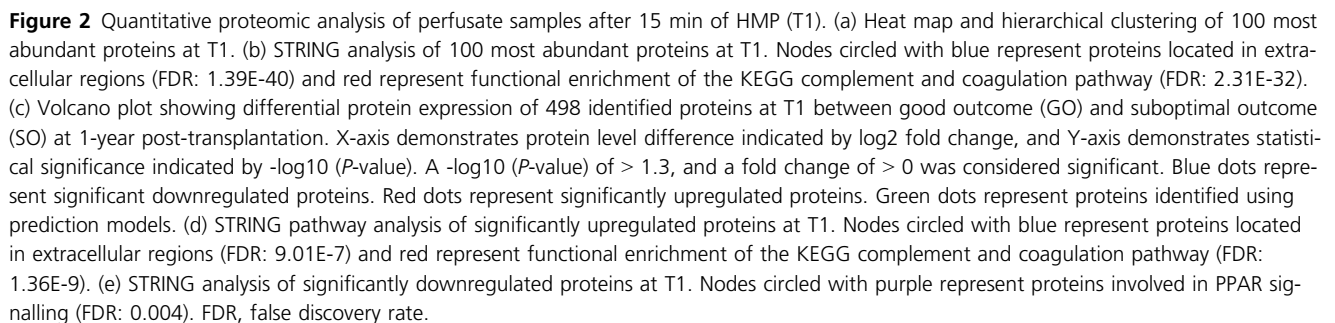 Figure 2 Quantitative proteomic analysis of perfusate samples after 15 min of HMP (T1). (a) Heat map and hierarchical clustering of 100 most
abundant proteins at T1. (b) STRING analysis of 100 most abundant proteins at T1. Nodes circled with blue represent proteins located in extra-
cellular regions (FDR: 1.39E-40) and red represent functional enrichment of the KEGG complement and coagulation pathway (FDR: 2.31E-32).
(c) Volcano plot showing differential protein expression of 498 identified proteins at T1 between good outcome (GO) and suboptimal outcome
(SO) at 1-year post-transplantation. X-axis demonstrates protein level difference indicated by log2 fold change, and Y-axis demonstrates statisti-
cal significance indicated by -log10 (P-value). A -log10 (P-value) of > 1.3, and a fold change of > 0 was considered significant. Blue dots repre-
sent significant downregulated proteins. Red dots represent significantly upregulated proteins. Green dots represent proteins identified using
prediction models. (d) STRING pathway analysis of significantly upregulated proteins at T1. Nodes circled with blue represent proteins located
in extracellular regions (FDR: 9.01E-7) and red represent functional enrichment of the KEGG complement and coagulation pathway (FDR:
1.36E-9). (e) STRING analysis of significantly downregulated proteins at T1. Nodes circled with purple represent proteins involved in PPAR sig-
nalling (FDR: 0.004). FDR, false discovery rate.